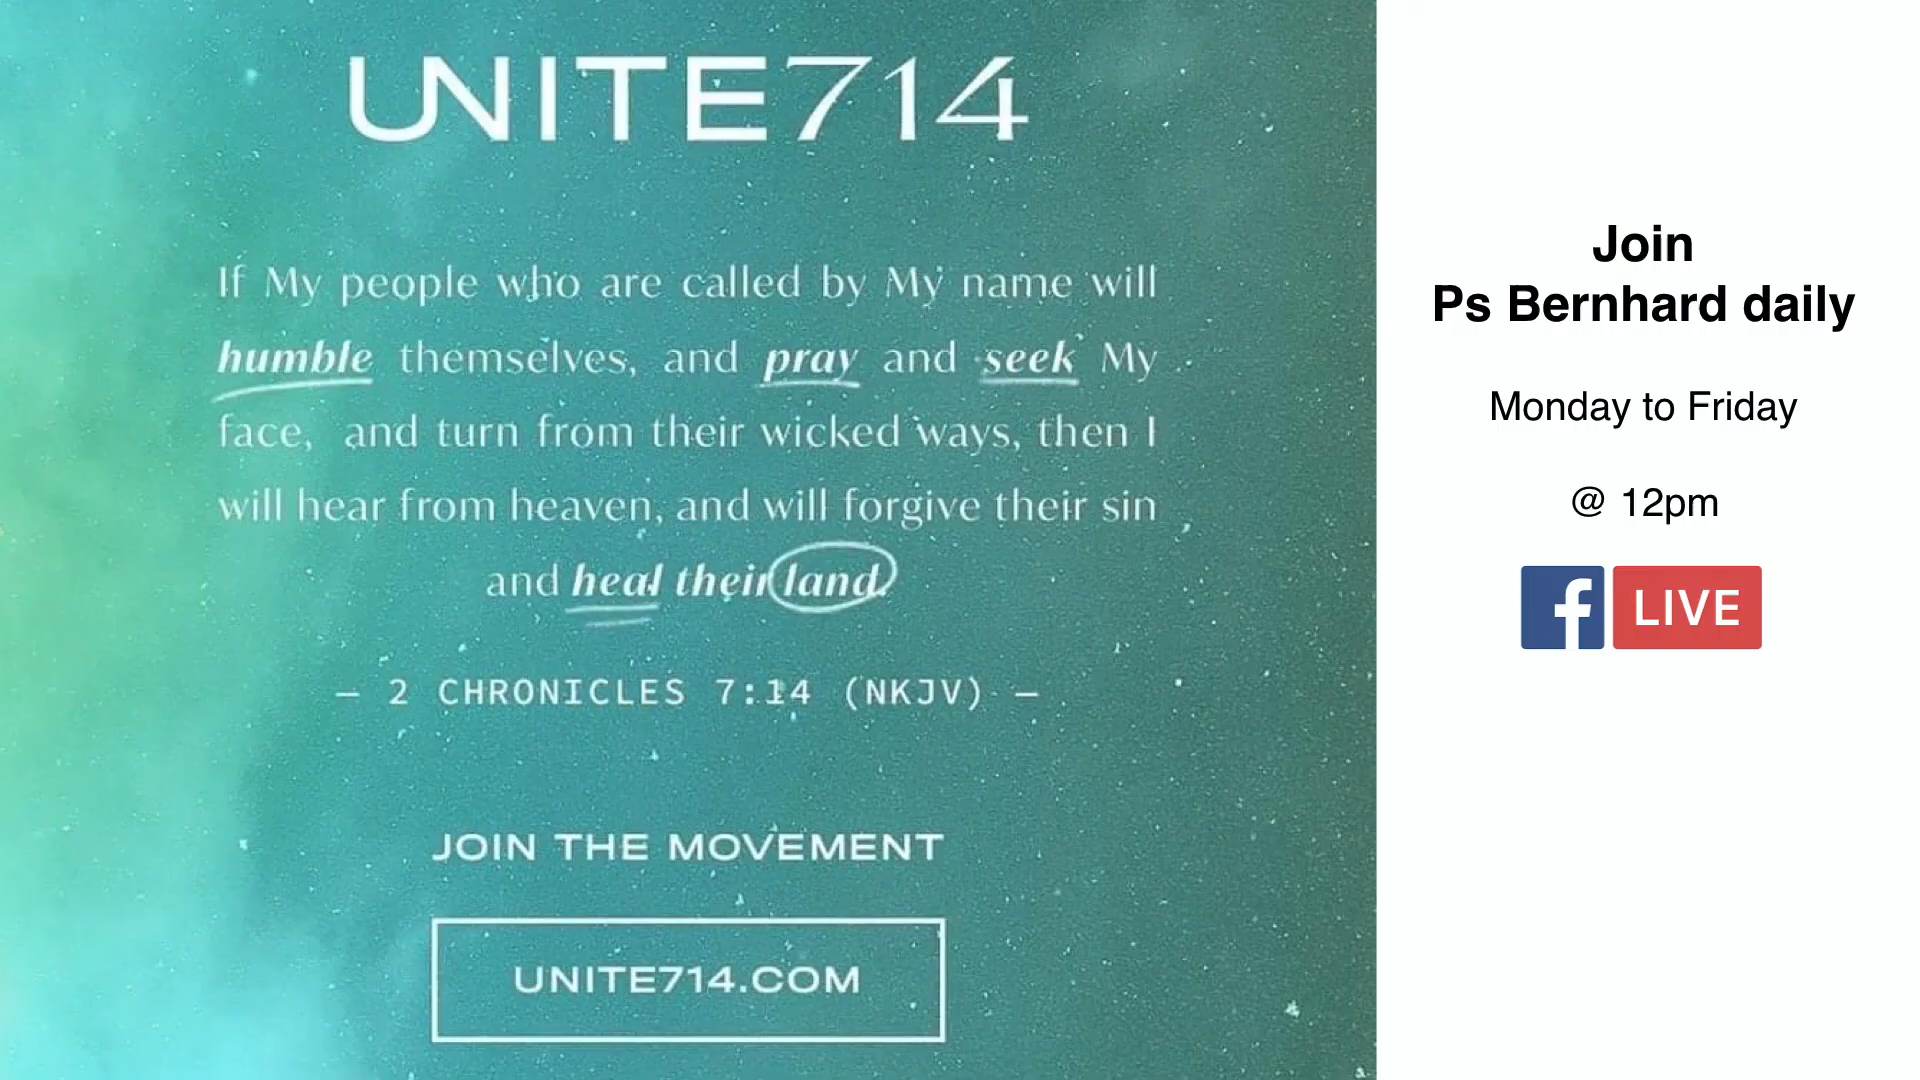 UNITE714
If My people who are called by My name will
humble themselves, and pray and seek My
face, and turn from their wicked ways, then I
will hear from heaven, and will forgive their sin
and heal their land.
– 2 CHRONICLES 7:14 (NKJV) –
JOIN THE MOVEMENT
UNITE714.COM
Join
Ps Bernhard daily
Monday to Friday
@ 12pm
f LIVE